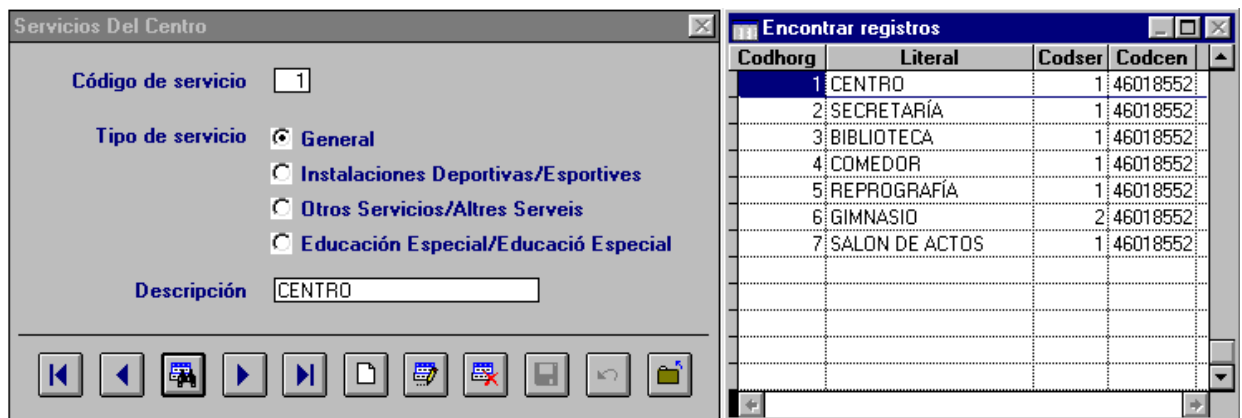 Servicios Del Centro
Código de servicio 1
Tipo de servicio General
Instalaciones Deportivas/Esportives
Otros Servicios/Altres Serveis
Educación Especial/Educació Especial
Descripción CENTRO
Encontrar registros
Codhorg Literal Codser Codcen
1 CENTRO 1 46018552
2 SECRETARÍA 1 46018552
3 BIBLIOTECA 1 46018552
4 COMEDOR 1 46018552
5 REPROGRAFÍA 1 46018552
6 GIMNASIO 2 46018552
7 SALON DE ACTOS 1 46018552